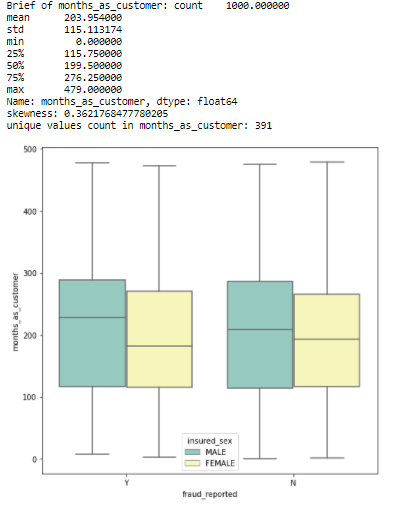 Brief of months_as_customer: count    1000.000000
mean      203.954000
std       115.113174
min         0.000000
25%       115.750000
50%       199.500000
75%       276.250000
max       479.000000
Name: months_as_customer, dtype: float64
skewness: 0.3621768477780205
unique values count in months_as_customer: 391
500
400
300
200
100
0
months_as_customer
insured_sex
MALE
FEMALE
Y N
fraud_reported